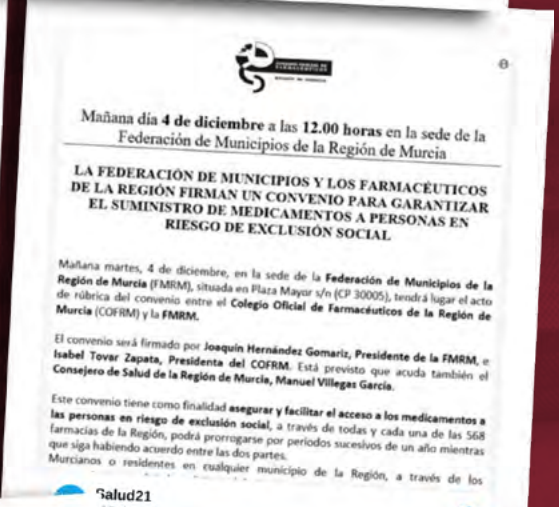 Mañana día 4 de diciembre a las 12.00 horas en la sede de la
Federación de Municipios de la Región de Murcia
LA FEDERACIÓN DE MUNICIPIOS Y LOS FARMACÉUTICOS
DE LA REGIÓN FIRMAN UN CONVENIO PARA GARANTIZAR
EL SUMINISTRO DE MEDICAMENTOS A PERSONAS EN
RIESGO DE EXCLUSIÓN SOCIAL
Mañana martes, 4 de diciembre, en la sede de la Federación de Municipios de la
Región de Murcia (FMRM), situada en Plaza Mayor s/n (CP 30005), tendrá lugar el acto
de rúbrica del convenio entre el Colegio Oficial de Farmacéuticos de la Región de
Murcia (COFRM) y la FMRM.
El convenio será firmado por Joaquín Hernández Gomariz, Presidente de la FMRM, e
Isabel Tovar Zapata, Presidenta del COFRM. Está previsto que acuda también el
Consejero de Salud de la Región de Murcia, Manuel Villegas García.
Este convenio tiene como finalidad asegurar y facilitar el acceso a los medicamentos a
las personas en riesgo de exclusión social, a través de todas y cada una de las 568
farmacias de la Región, podrá prorrogarse por periodos sucesivos de un año mientras
que siga habiendo acuerdo entre las dos partes.
Murcianos o residentes en cualquier municipio de la Región, a través de los
Salud21